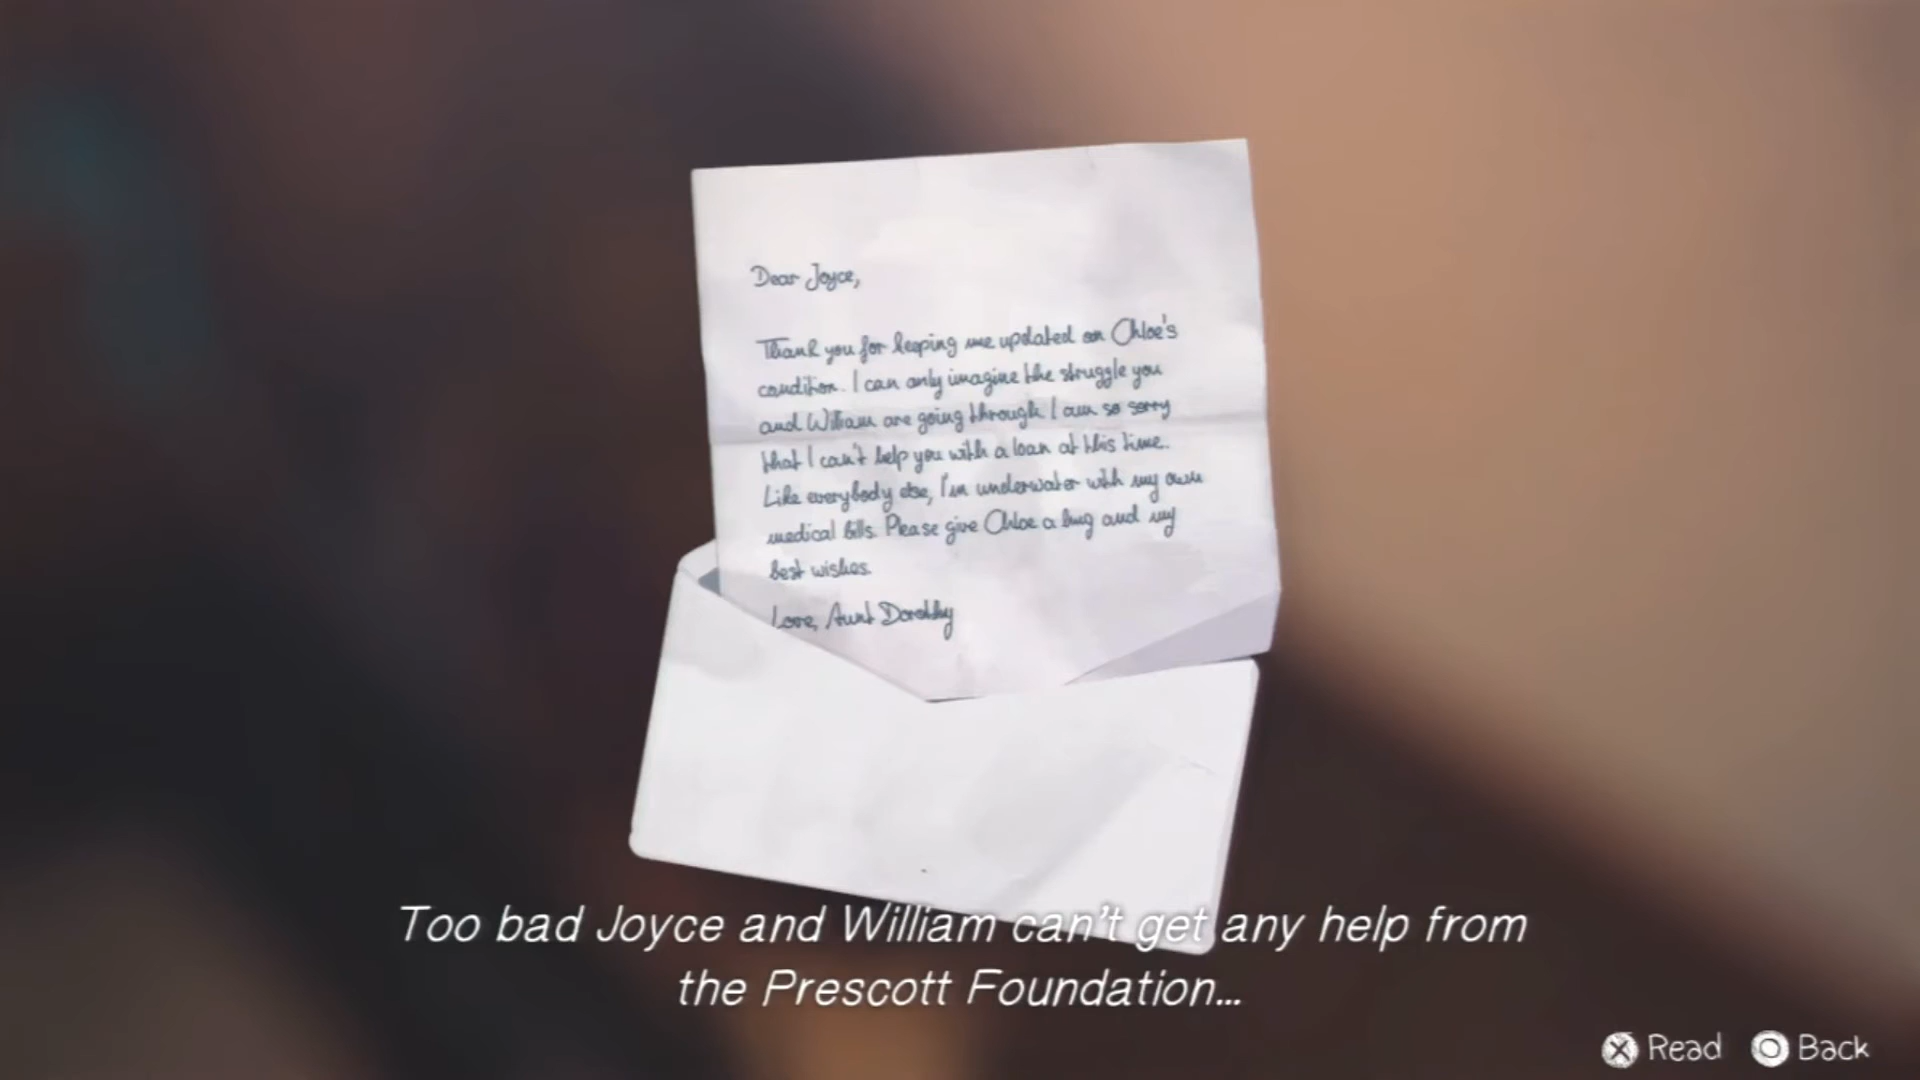 Dear Joyce,
Thank you for keeping me updated on Chloe's
condition. I can only imagine the struggle you
and William are going through. I am so sorry
that I can't help you with a loan at this time.
Like everybody else, I'm underwater with my own
medical bills. Please give Chloe a hug and my
best wishes.
Love, Aunt Dorothy
Too bad Joyce and William can't get any help from
the Prescott Foundation...
Read Back